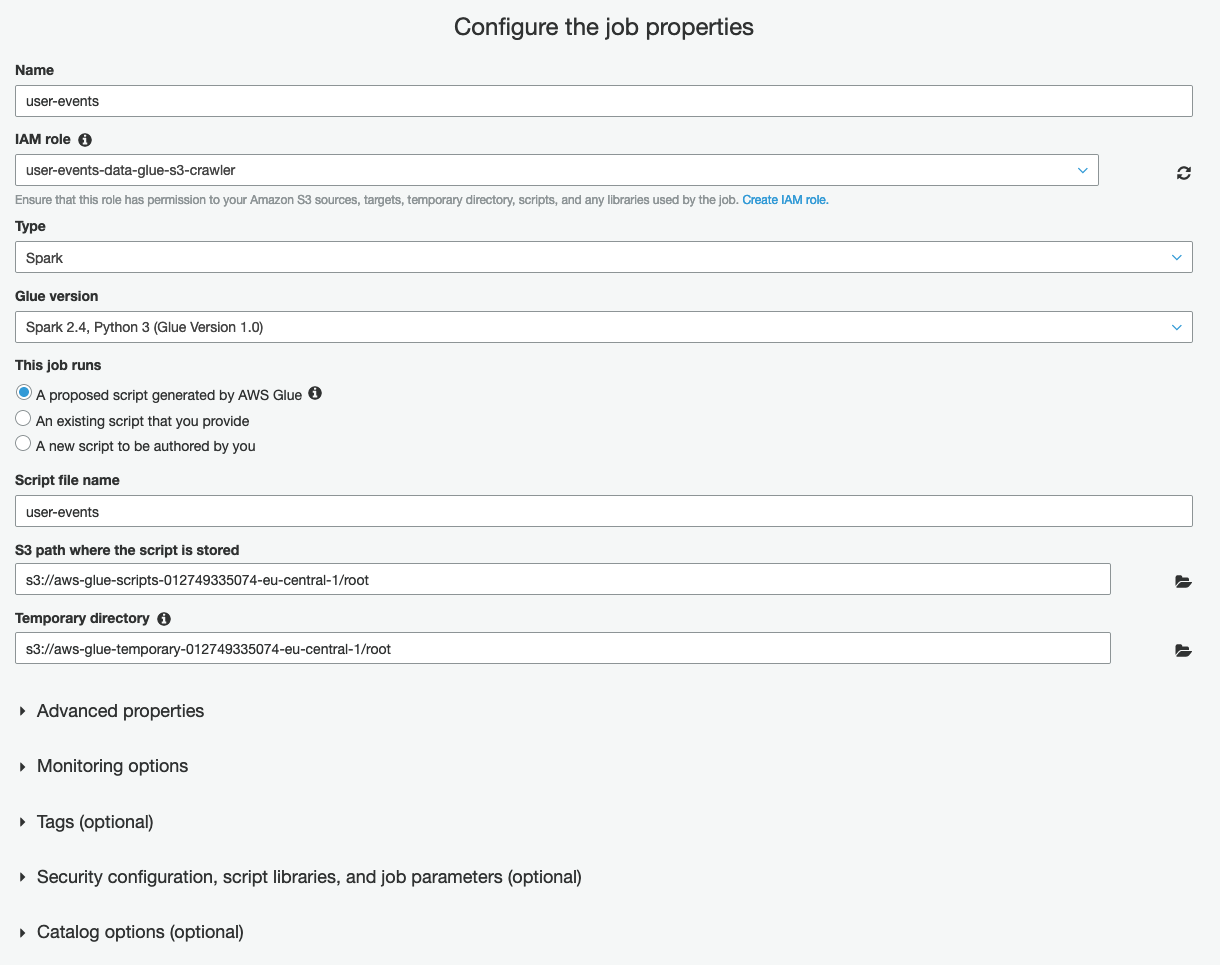 Configure the job properties
Name
user-events
IAM role
user-events-data-glue-s3-crawler
Ensure that this role has permission to your Amazon S3 sources, targets, temporary directory, scripts, and any libraries used by the job. Create IAM role.
Type
Spark
Glue version
Spark 2.4, Python 3 (Glue Version 1.0)
This job runs
A proposed script generated by AWS Glue
An existing script that you provide
A new script to be authored by you
Script file name
user-events
S3 path where the script is stored
s3://aws-glue-scripts-012749335074-eu-central-1/root
Temporary directory
s3://aws-glue-temporary-012749335074-eu-central-1/root
Advanced properties
Monitoring options
Tags (optional)
Security configuration, script libraries, and job parameters (optional)
Catalog options (optional)